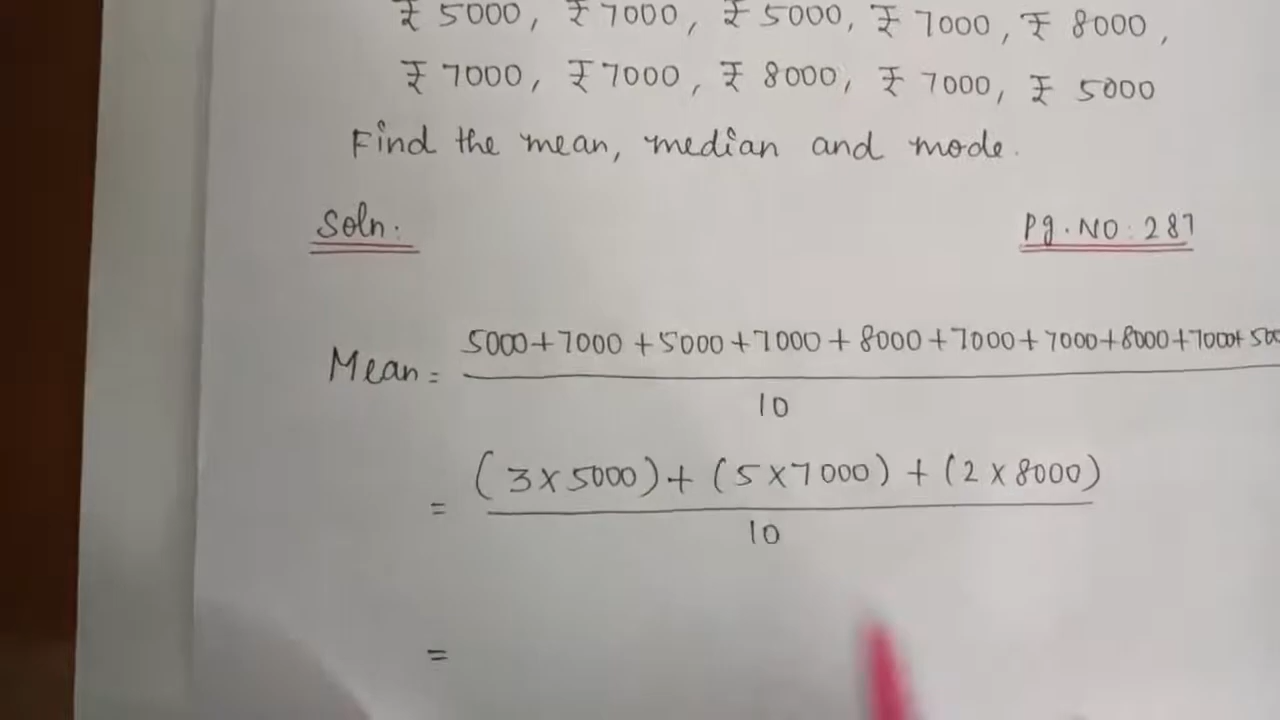 ₹ 5000, ₹ 7000, ₹ 5000, ₹ 7000, ₹ 8000,
₹ 7000, ₹ 7000, ₹ 8000, ₹ 7000, ₹ 5000
Find the mean, median and mode.
Soln:
Pg. NO: 287
Mean = 5000+7000+5000+7000+8000+7000+7000+8000+7000+500
10
= (3×5000)+(5×7000)+(2×8000)
10
=